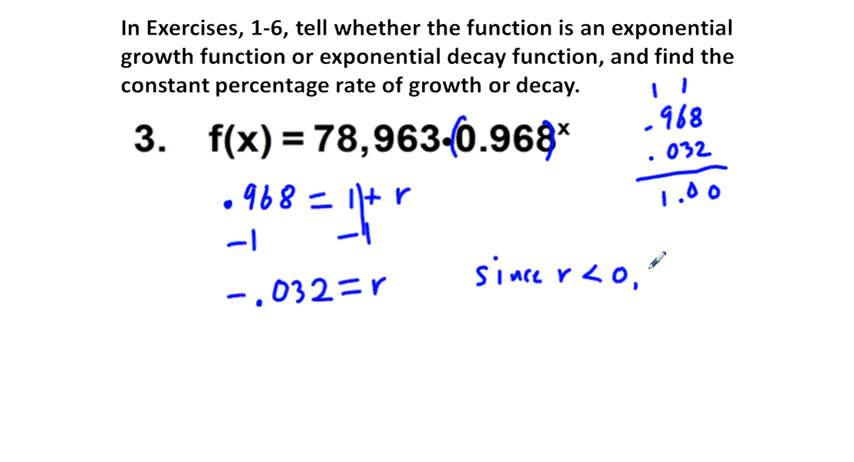 In Exercises, 1-6, tell whether the function is an exponential
growth function or exponential decay function, and find the
constant percentage rate of growth or decay.
1 1
.968
.032
1.00
3. f(x) = 78,963·(0.968)ˣ
.968 = 1 + r
-1 -1
-.032 = r
since r < 0,